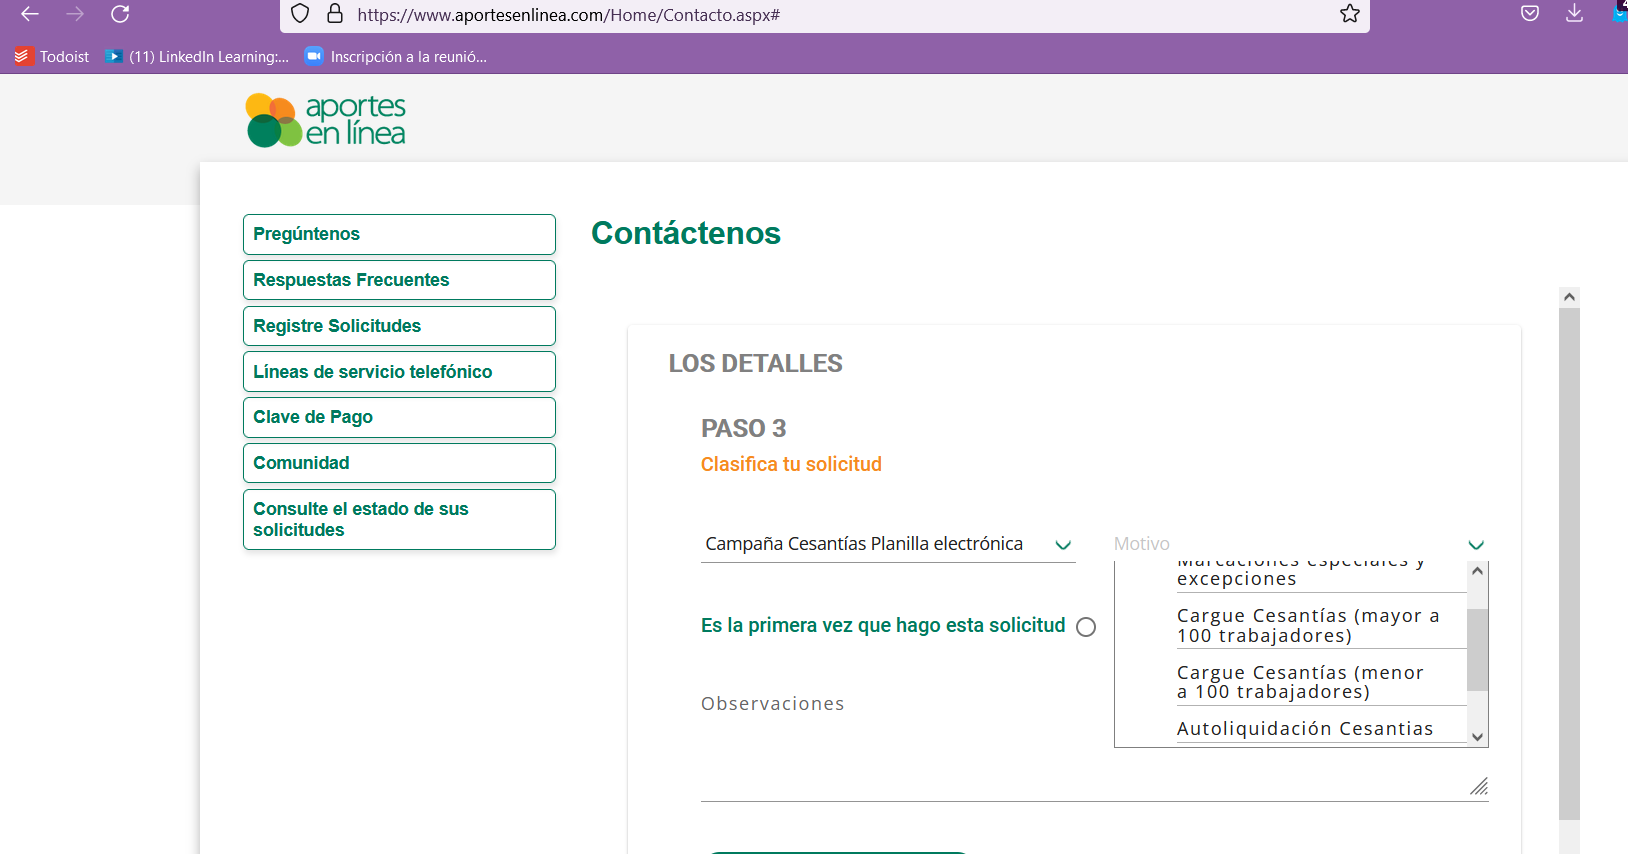 https://www.aportesenlinea.com/Home/Contacto.aspx#
4
Todoist
(11) LinkedIn Learning:...
Inscripción a la reunió...
aportes
en línea
Pregúntenos
Respuestas Frecuentes
Registre Solicitudes
Líneas de servicio telefónico
Clave de Pago
Comunidad
Consulte el estado de sus
solicitudes
Contáctenos
LOS DETALLES
PASO 3
Clasifica tu solicitud
Campaña Cesantías Planilla electrónica
Motivo
Marcaciones especiales y
excepciones
Cargue Cesantías (mayor a
100 trabajadores)
Cargue Cesantías (menor
a 100 trabajadores)
Autoliquidación Cesantias
Es la primera vez que hago esta solicitud
Observaciones